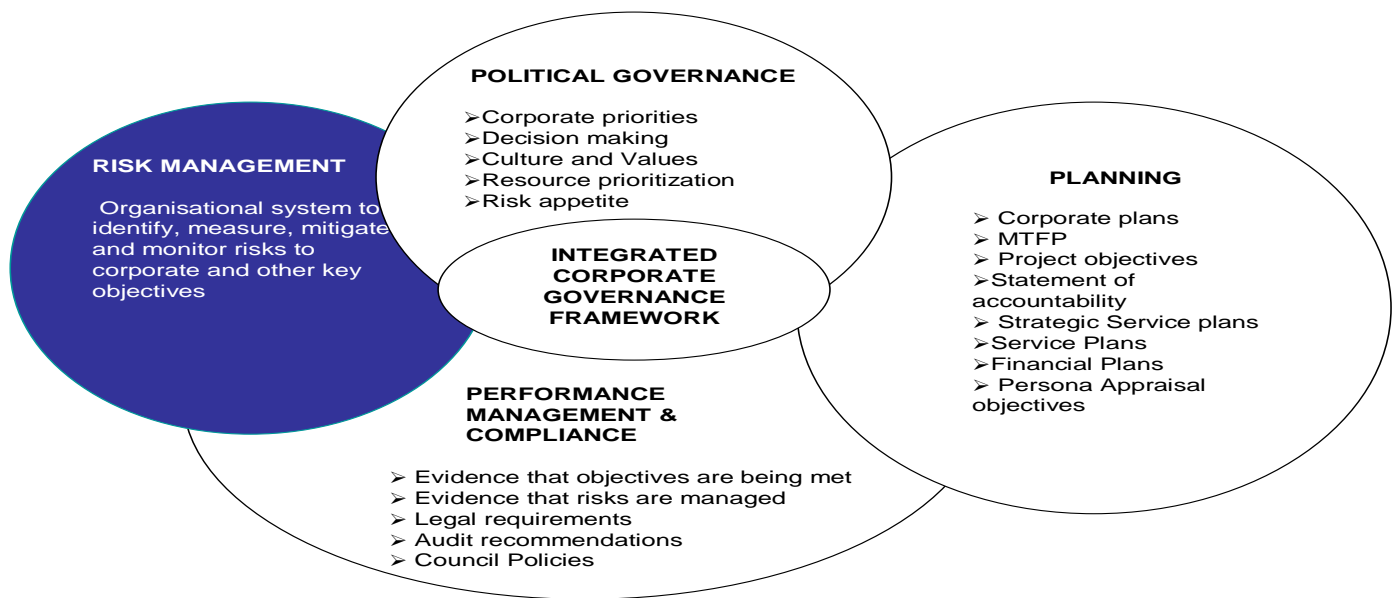 POLITICAL GOVERNANCE
➢Corporate priorities
➢Decision making
➢Culture and Values
➢Resource prioritization
➢Risk appetite
RISK MANAGEMENT
Organisational system to
identify, measure, mitigate
and monitor risks to
corporate and other key
objectives
INTEGRATED
CORPORATE
GOVERNANCE
FRAMEWORK
PLANNING
➢ Corporate plans
➢ MTFP
➢ Project objectives
➢Statement of
accountability
➢ Strategic Service plans
➢Service Plans
➢Financial Plans
➢ Persona Appraisal
objectives
PERFORMANCE
MANAGEMENT &
COMPLIANCE
➢ Evidence that objectives are being met
➢ Evidence that risks are managed
➢ Legal requirements
➢ Audit recommendations
➢ Council Policies